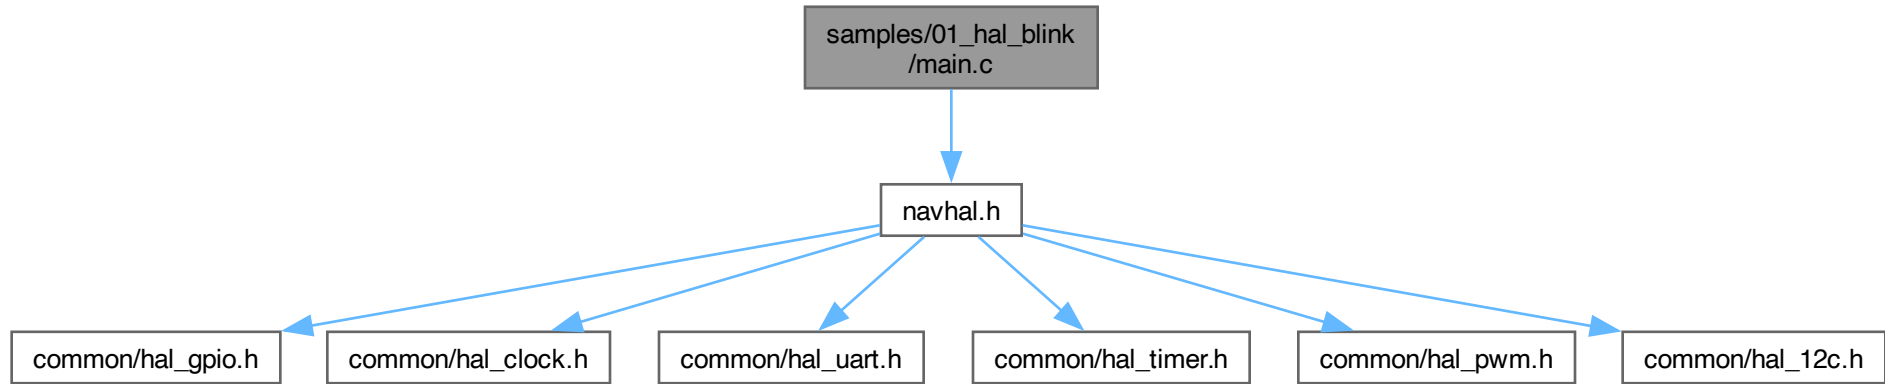 samples/01_hal_blink
/main.c
navhal.h
common/hal_gpio.h
common/hal_clock.h
common/hal_uart.h
common/hal_timer.h
common/hal_pwm.h
common/hal_12c.h